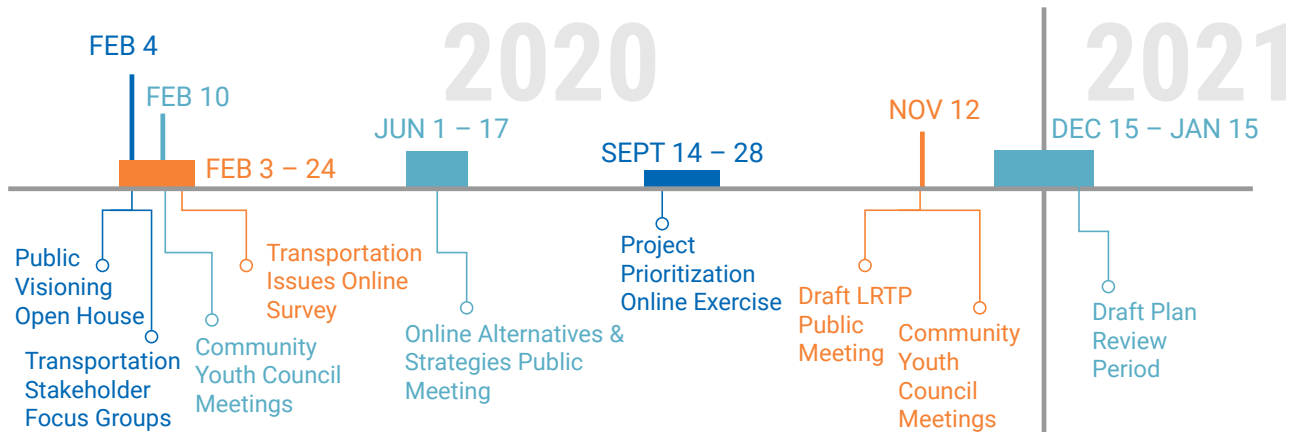 2020
2021
FEB 4
FEB 10
FEB 3 – 24
JUN 1 – 17
SEPT 14 – 28
NOV 12
DEC 15 – JAN 15
Public
Visioning
Open House
Transportation
Stakeholder
Focus Groups
Community
Youth Council
Meetings
Transportation
Issues Online
Survey
Online Alternatives &
Strategies Public
Meeting
Project
Prioritization
Online Exercise
Draft LRTP
Public
Meeting
Community
Youth
Council
Meetings
Draft Plan
Review
Period